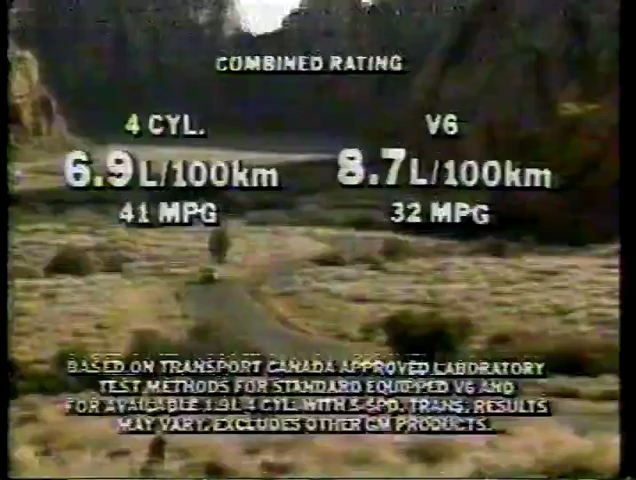 COMBINED RATING
4 CYL.
6.9 L/100km
41 MPG
V6
8.7 L/100km
32 MPG
BASED ON TRANSPORT CANADA APPROVED LABORATORY
TEST METHODS FOR STANDARD EQUIPPED V6 AND
FOR AVAILABLE 1.9L 4 CYL. WITH 5-SPD. TRANS. RESULTS
MAY VARY. EXCLUDES OTHER GM PRODUCTS.